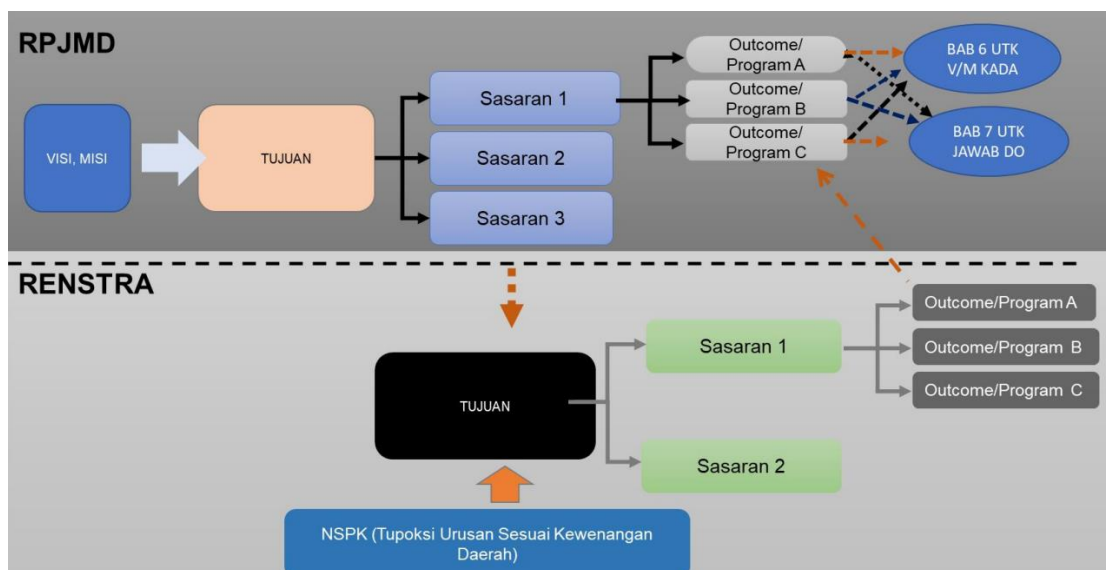 RPJMD
VISI, MISI
TUJUAN
Sasaran 1
Sasaran 2
Sasaran 3
Outcome/
Program A
Outcome/
Program B
Outcome/
Program C
BAB 6 UTK
V/M KADA
BAB 7 UTK
JAWAB DO
RENSTRA
TUJUAN
Sasaran 1
Sasaran 2
Outcome/Program A
Outcome/Program B
Outcome/Program C
NSPK (Tupoksi Urusan Sesuai Kewenangan
Daerah)